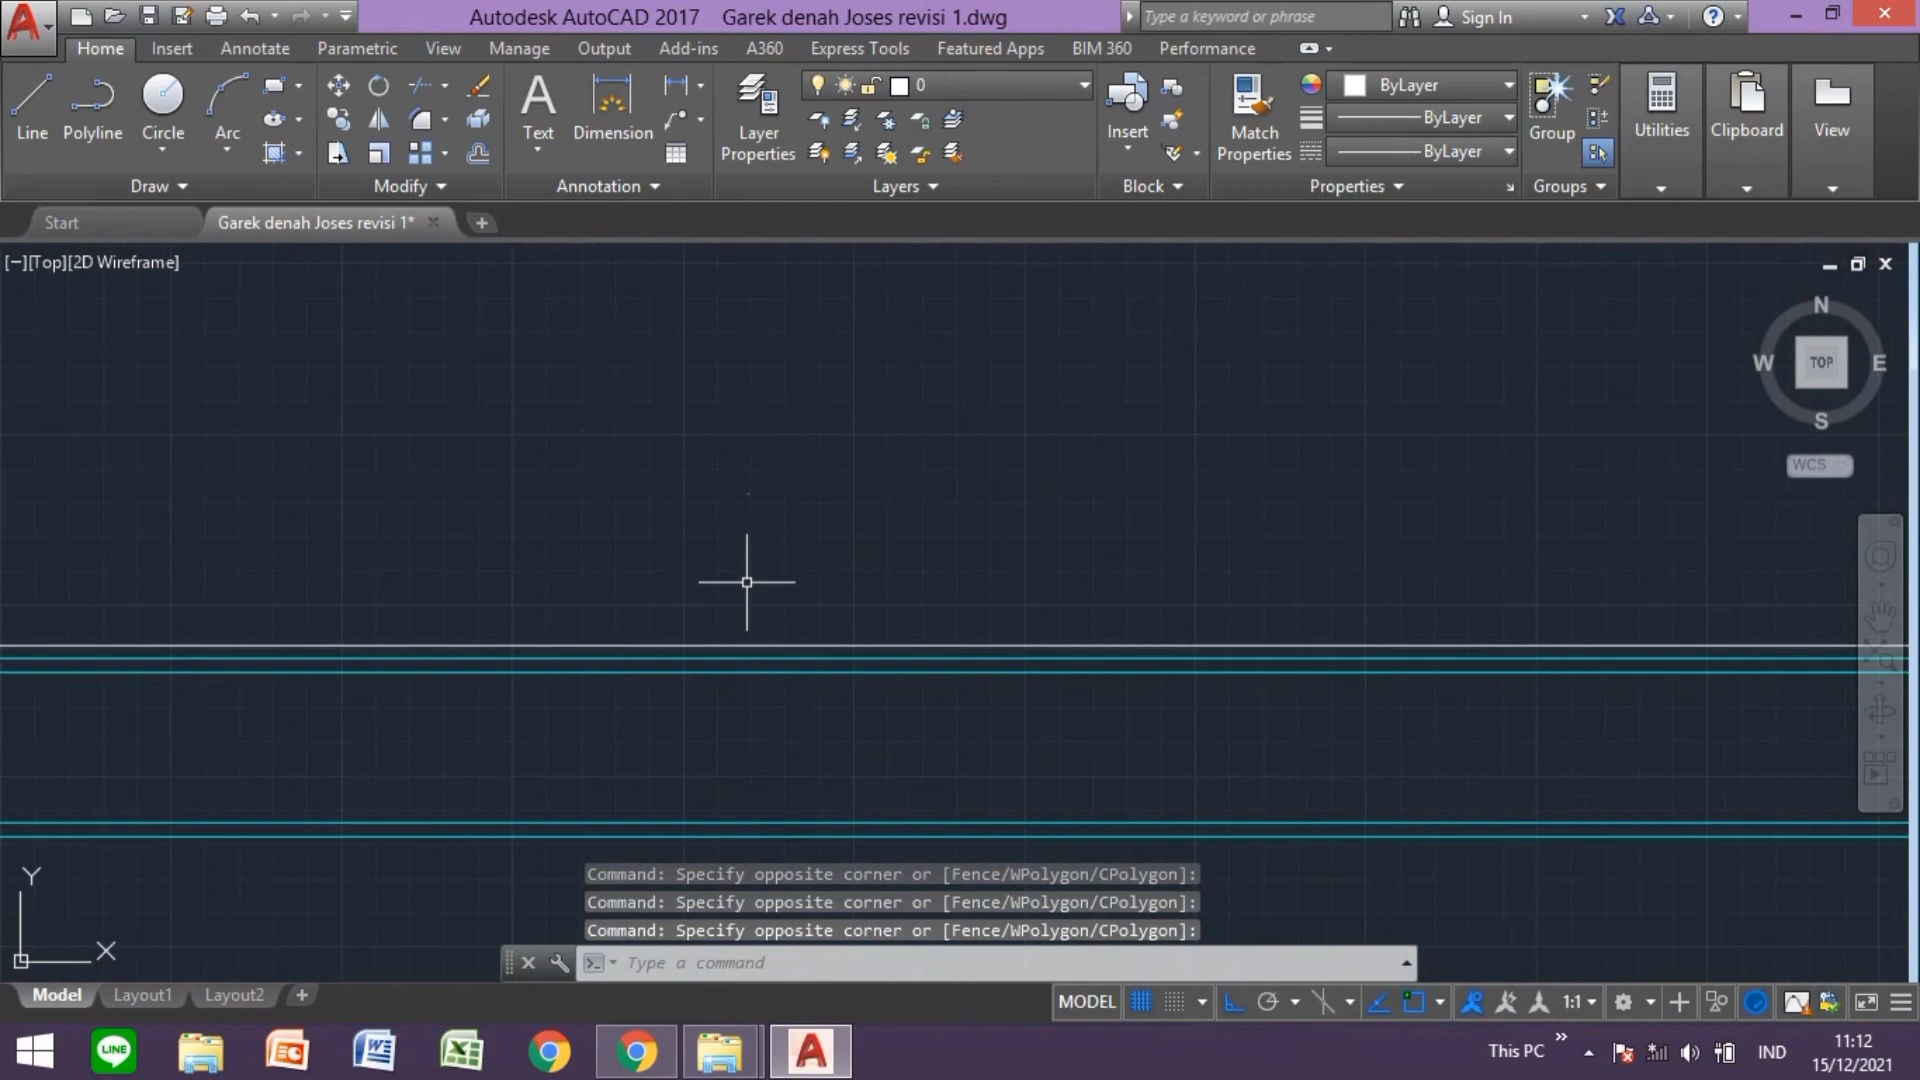 Autodesk AutoCAD 2017 Garek denah Joses revisi 1.dwg
Type a keyword or phrase
Sign In
Home Insert Annotate Parametric View Manage Output Add-ins A360 Express Tools Featured Apps BIM 360 Performance
Line Polyline Circle Arc
Text Dimension
Layer Properties
0
Insert
Match Properties
ByLayer
ByLayer
ByLayer
Group
Utilities Clipboard View
Draw Modify Annotation Layers Block Properties Groups
Start Garek denah Joses revisi 1*
[−][Top][2D Wireframe]
N
W TOP E
S
WCS
Y
X
Command: Specify opposite corner or [Fence/WPolygon/CPolygon]:
Command: Specify opposite corner or [Fence/WPolygon/CPolygon]:
Command: Specify opposite corner or [Fence/WPolygon/CPolygon]:
Type a command
Model Layout1 Layout2
MODEL 1:1
LINE
This PC
IND
11:12
15/12/2021